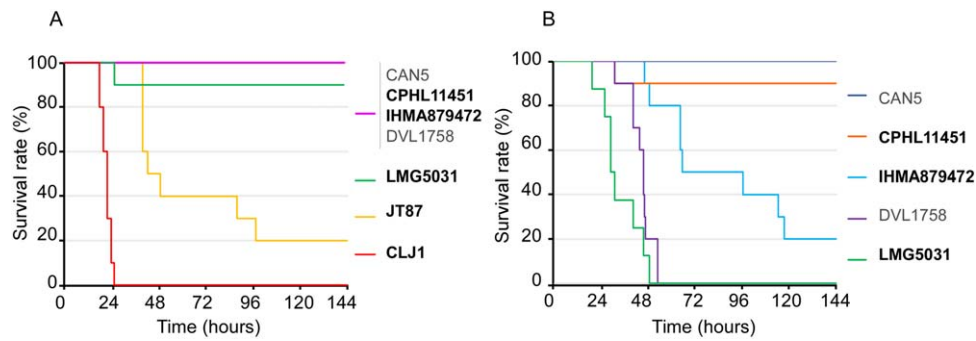 A
Survival rate (%)
100
80
60
40
20
0
0 24 48 72 96 120 144
Time (hours)
CAN5
CPHL11451
IHMA879472
DVL1758
LMG5031
JT87
CLJ1
B
Survival rate (%)
100
80
60
40
20
0
0 24 48 72 96 120 144
Time (hours)
CAN5
CPHL11451
IHMA879472
DVL1758
LMG5031